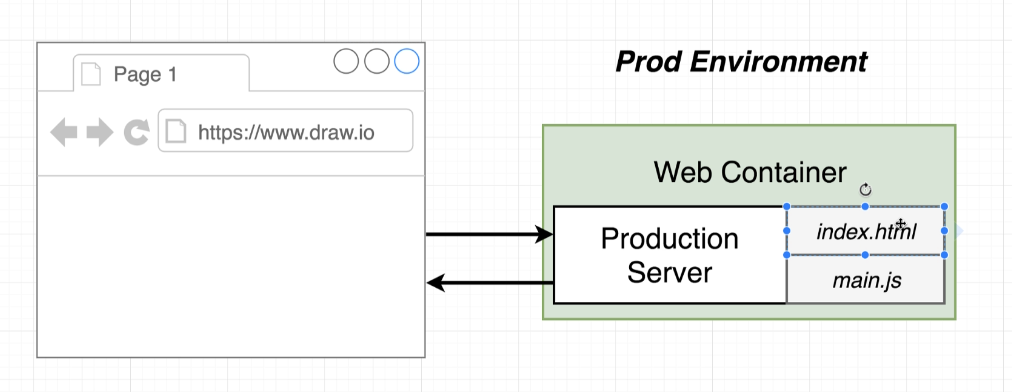 Prod Environment
Page 1
https://www.draw.io
Web Container
Production
Server
index.html
main.js